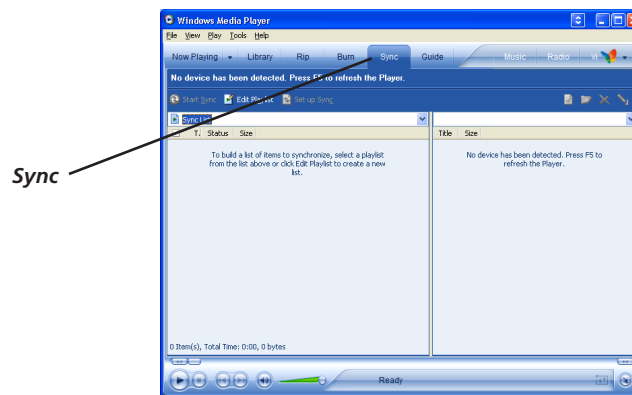 Windows Media Player
File View Play Tools Help
Now Playing Library Rip Burn Sync Guide Music Radio
No device has been detected. Press F5 to refresh the Player.
Start Sync Edit Playlist Set up Sync
Sync List
T. Status Size Title Size
To build a list of items to synchronize, select a playlist
from the list above or click Edit Playlist to create a new
list.
No device has been detected. Press F5 to
refresh the Player.
Sync
0 Item(s), Total Time: 0:00, 0 bytes
Ready